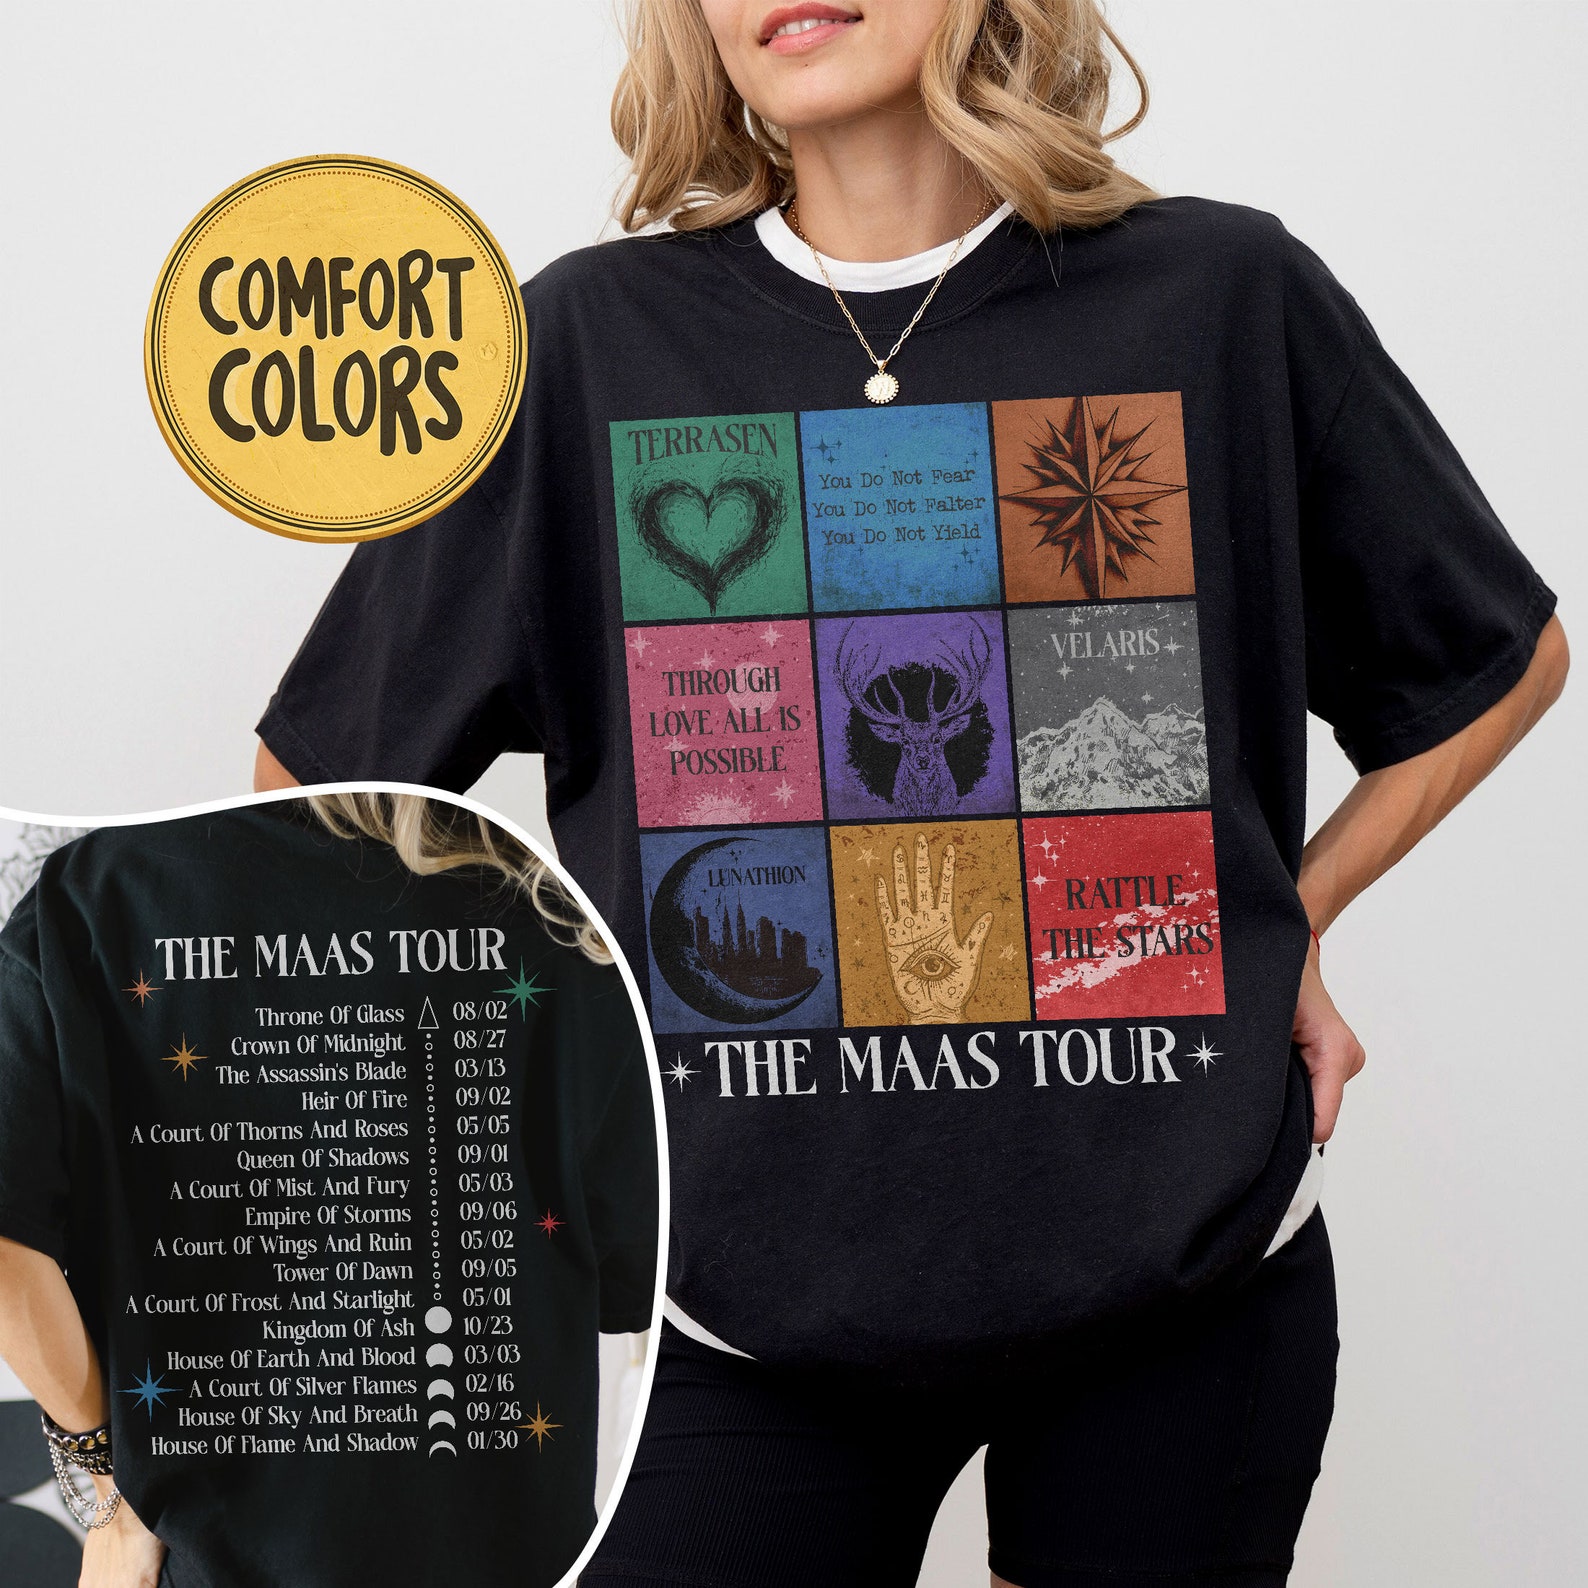 COMFORT
COLORS
TERRASEN
You Do Not Fear
You Do Not Falter
You Do Not Yield
THROUGH
LOVE ALL IS
POSSIBLE
VELARIS
LUNATHION
RATTLE
THE STARS
THE MAAS TOUR
THE MAAS TOUR
Throne Of Glass 08/02
Crown Of Midnight 08/27
The Assassin's Blade 03/13
Heir Of Fire 09/02
A Court Of Thorns And Roses 05/05
Queen Of Shadows 09/01
A Court Of Mist And Fury 05/03
Empire Of Storms 09/06
A Court Of Wings And Ruin 05/02
Tower Of Dawn 09/05
A Court Of Frost And Starlight 05/01
Kingdom Of Ash 10/23
House Of Earth And Blood 03/03
A Court Of Silver Flames 02/16
House Of Sky And Breath 09/26
House Of Flame And Shadow 01/30